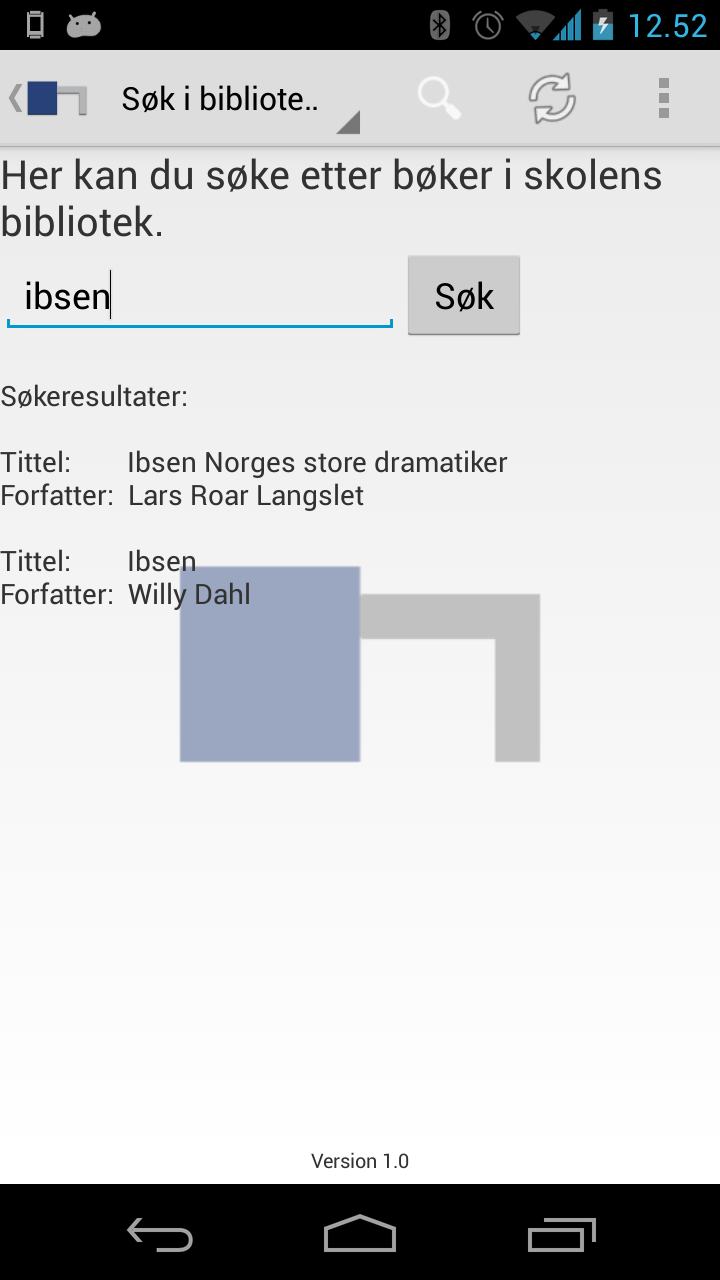 12.52
Søk i bibliote..
Her kan du søke etter bøker i skolens
bibliotek.
ibsen
Søk
Søkeresultater:
Tittel: Ibsen Norges store dramatiker
Forfatter: Lars Roar Langslet
Tittel: Ibsen
Forfatter: Willy Dahl
Version 1.0